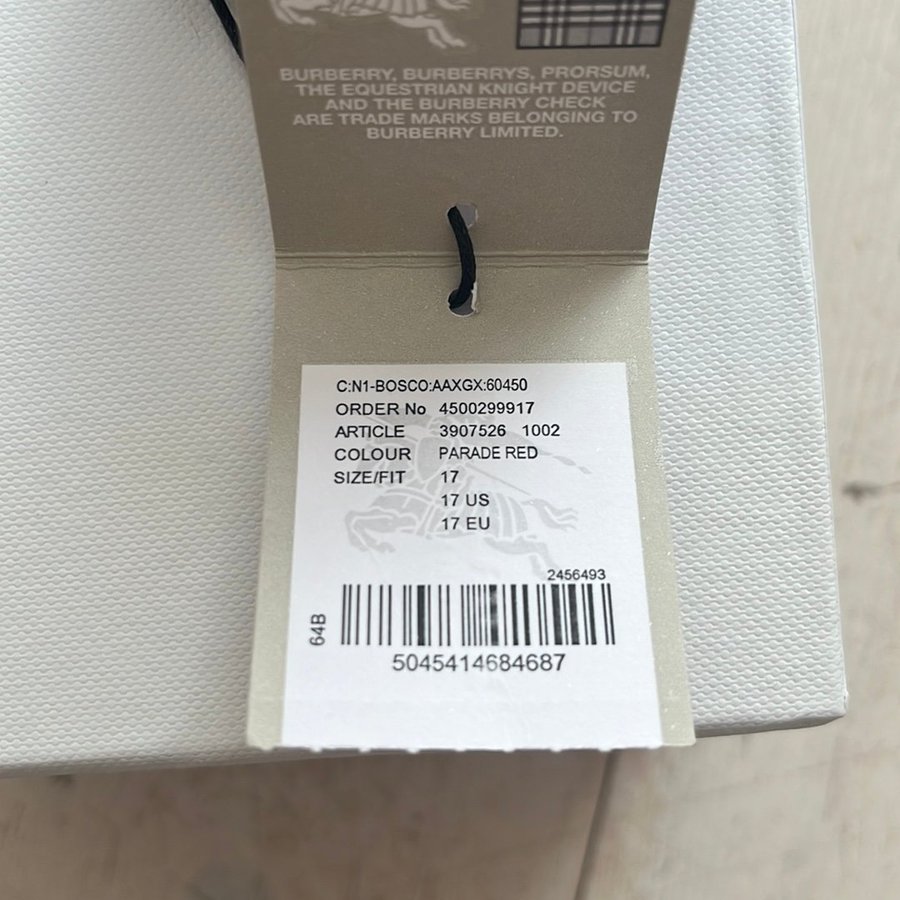 BURBERRY, BURBERRYS, PRORSUM,
THE EQUESTRIAN KNIGHT DEVICE
AND THE BURBERRY CHECK
ARE TRADE MARKS BELONGING TO
BURBERRY LIMITED.
C:N1-BOSCO:AAXGX:60450
ORDER No 4500299917
ARTICLE 3907526 1002
COLOUR PARADE RED
SIZE/FIT 17
17 US
17 EU
2456493
64B
5045414684687